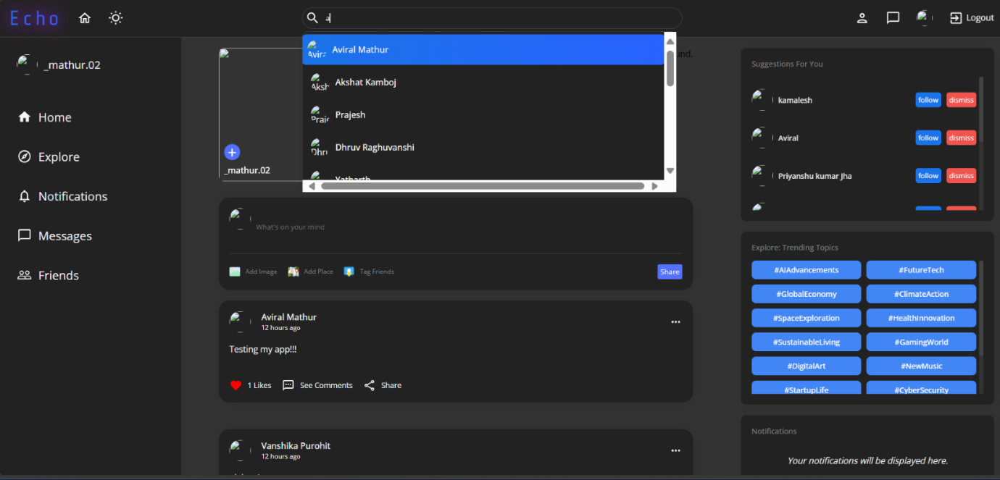 Echo
a
Logout
_mathur.02
Home
Explore
Notifications
Messages
Friends
Avira Aviral Mathur
Aksh Akshat Kamboj
Praje Prajesh
Dhru Dhruv Raghuvanshi
Yatharth
und.
_mathur.02
What's on your mind
Add Image Add Place Tag Friends Share
Aviral Mathur
12 hours ago
Testing my app!!!
1 Likes See Comments Share
Vanshika Purohit
12 hours ago
Suggestions For You
kamalesh follow dismiss
Aviral follow dismiss
Priyanshu kumar Jha follow dismiss
Explore: Trending Topics
#AIAdvancements #FutureTech
#GlobalEconomy #ClimateAction
#SpaceExploration #HealthInnovation
#SustainableLiving #GamingWorld
#DigitalArt #NewMusic
#StartupLife #CyberSecurity
Notifications
Your notifications will be displayed here.